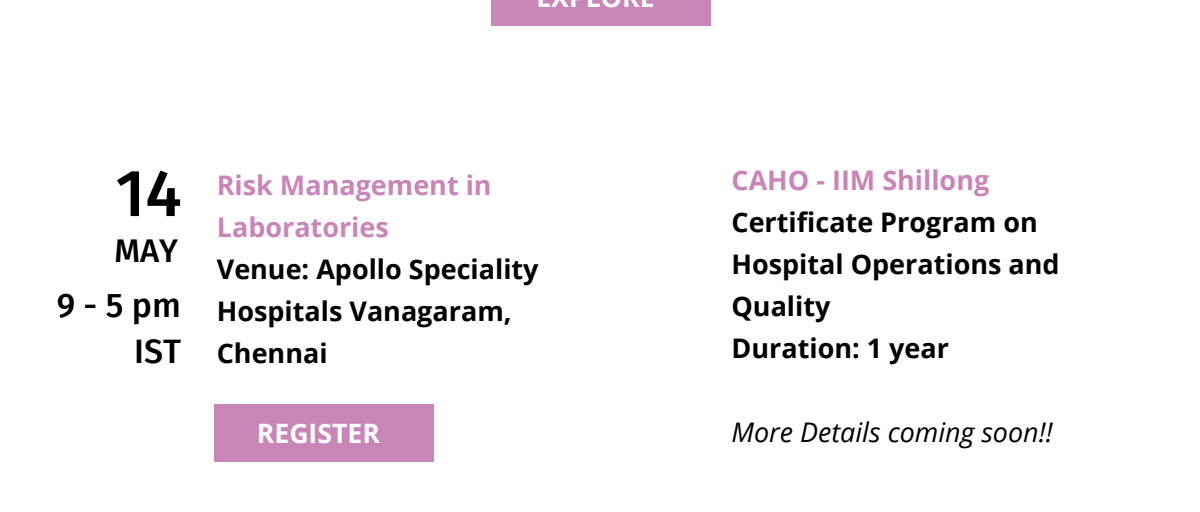 EXPLORE
14
MAY
9 - 5 pm
IST
Risk Management in
Laboratories
Venue: Apollo Speciality
Hospitals Vanagaram,
Chennai
REGISTER
CAHO - IIM Shillong
Certificate Program on
Hospital Operations and
Quality
Duration: 1 year
More Details coming soon!!